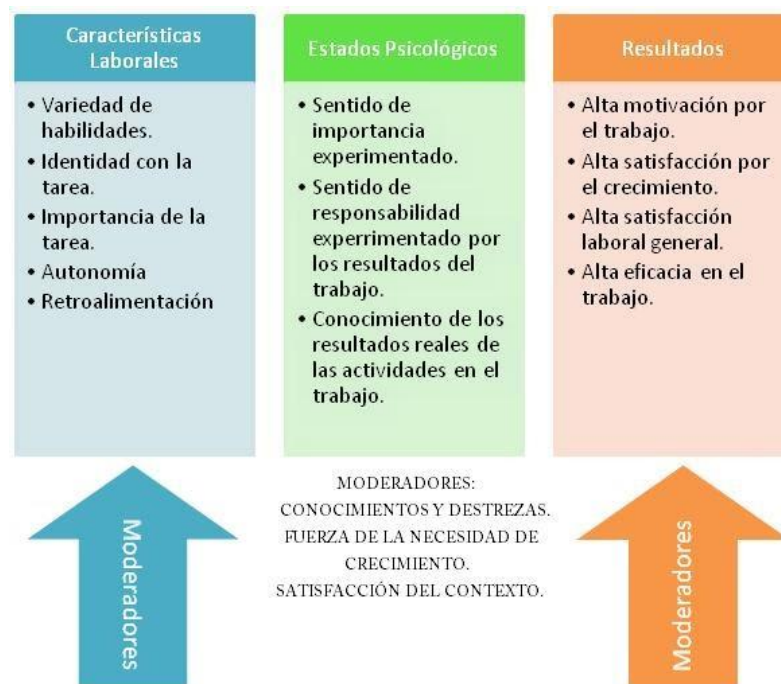 Características
Laborales
• Variedad de
habilidades.
• Identidad con la
tarea.
• Importancia de la
tarea.
• Autonomía
• Retroalimentación
Estados Psicológicos
• Sentido de
importancia
experimentado.
• Sentido de
responsabilidad
experrimentado por
los resultados del
trabajo.
• Conocimiento de los
resultados reales de
las actividades en el
trabajo.
Resultados
• Alta motivación por
el trabajo.
• Alta satisfacción por
el crecimiento.
• Alta satisfacción
laboral general.
• Alta eficacia en el
trabajo.
Moderadores
MODERADORES:
CONOCIMIENTOS Y DESTREZAS.
FUERZA DE LA NECESIDAD DE
CRECIMIENTO.
SATISFACCIÓN DEL CONTEXTO.
Moderadores